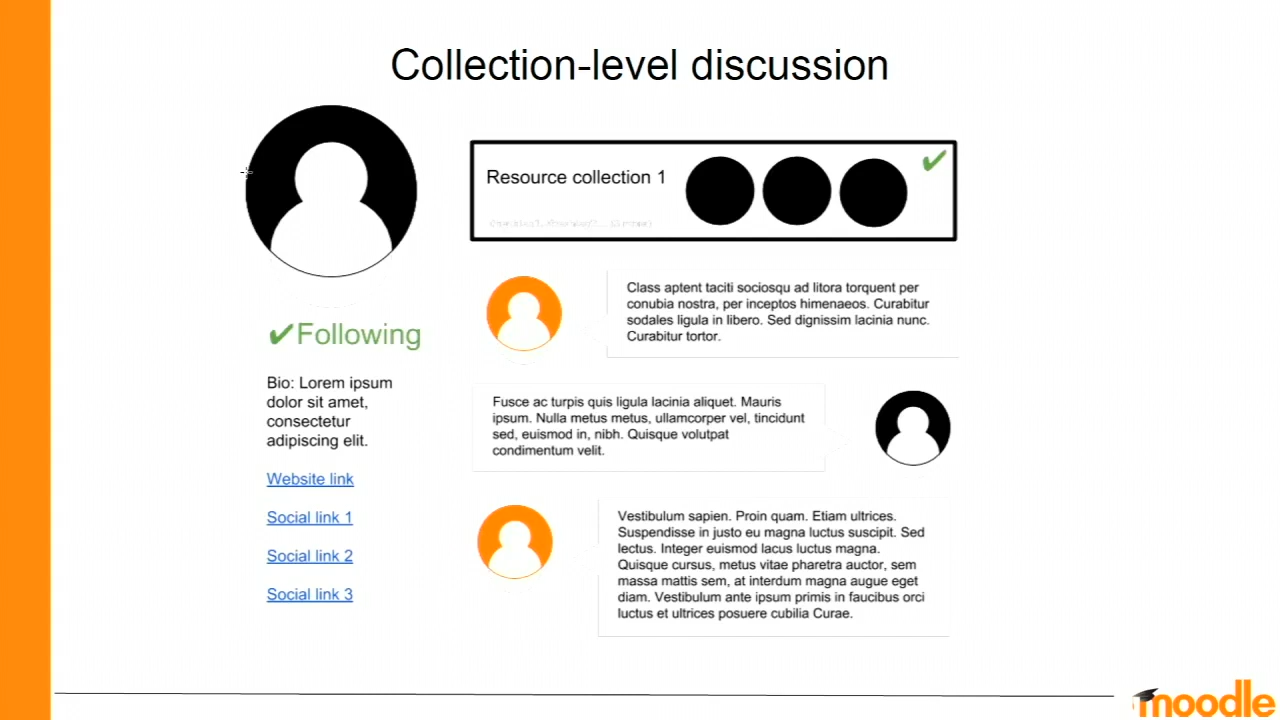 Collection-level discussion
Resource collection 1
✔Following
Bio: Lorem ipsum
dolor sit amet,
consectetur
adipiscing elit.
Website link
Social link 1
Social link 2
Social link 3
Class aptent taciti sociosqu ad litora torquent per
conubia nostra, per inceptos himenaeos. Curabitur
sodales ligula in libero. Sed dignissim lacinia nunc.
Curabitur tortor.
Fusce ac turpis quis ligula lacinia aliquet. Mauris
ipsum. Nulla metus metus, ullamcorper vel, tincidunt
sed, euismod in, nibh. Quisque volutpat
condimentum velit.
Vestibulum sapien. Proin quam. Etiam ultrices.
Suspendisse in justo eu magna luctus suscipit. Sed
lectus. Integer euismod lacus luctus magna.
Quisque cursus, metus vitae pharetra auctor, sem
massa mattis sem, at interdum magna augue eget
diam. Vestibulum ante ipsum primis in faucibus orci
luctus et ultrices posuere cubilia Curae.
moodle